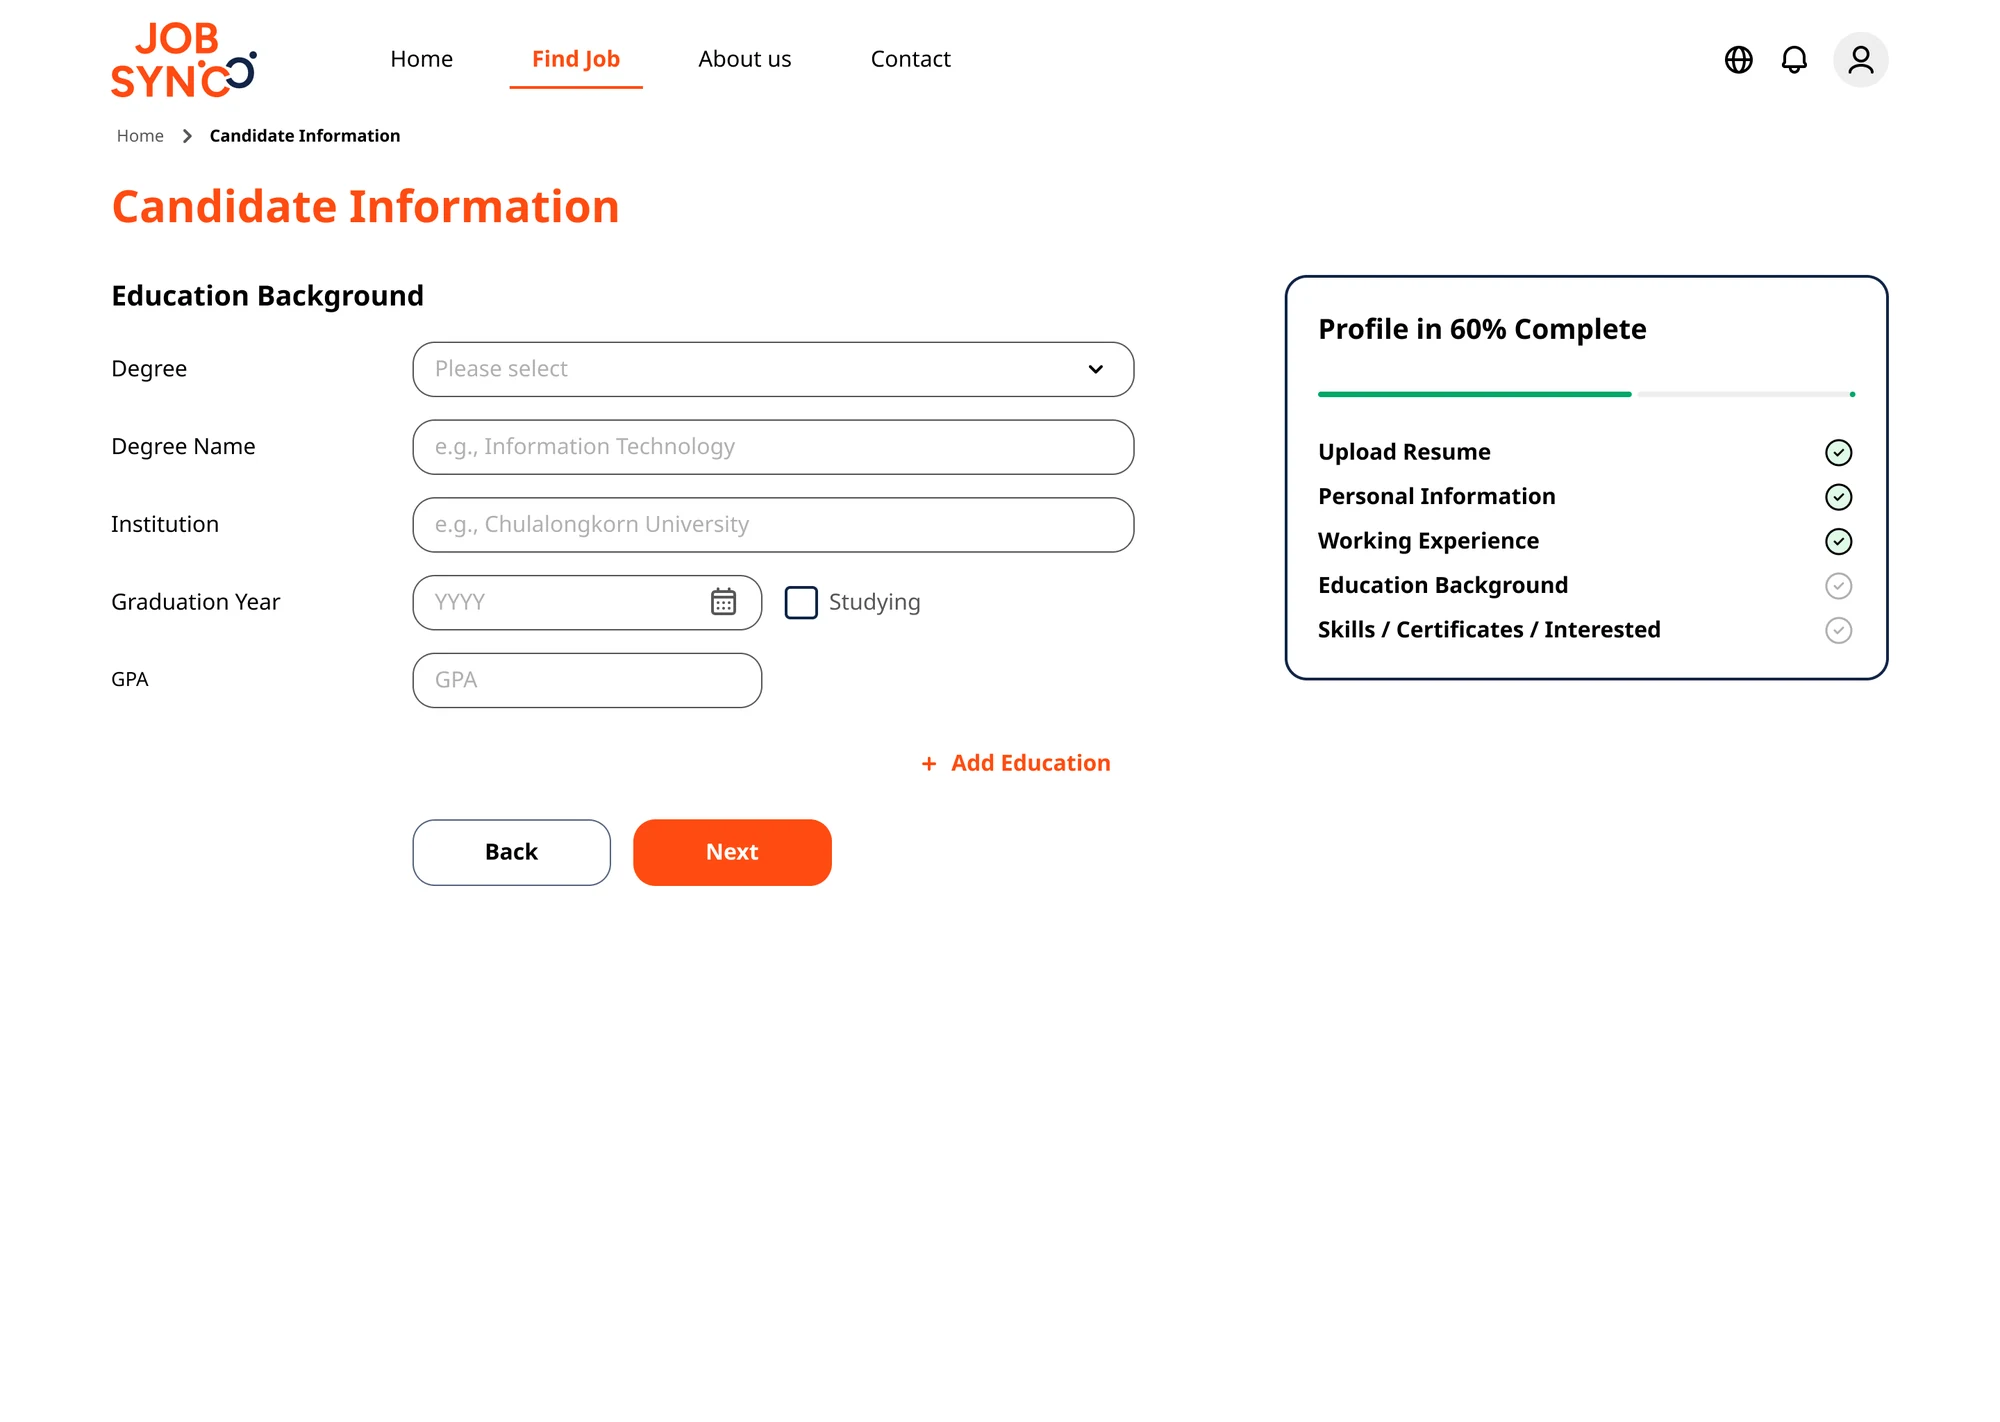 JOB
SYNC
Home
Find Job
About us
Contact
Home
Candidate Information
Candidate Information
Education Background
Degree
Please select
Degree Name
e.g., Information Technology
Institution
e.g., Chulalongkorn University
Graduation Year
YYYY
Studying
GPA
GPA
+ Add Education
Back
Next
Profile in 60% Complete
Upload Resume
Personal Information
Working Experience
Education Background
Skills / Certificates / Interested